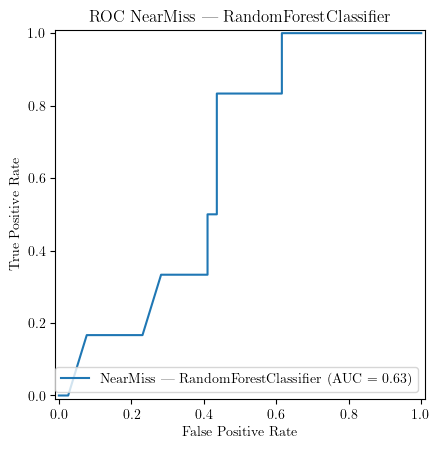 ROC NearMiss — RandomForestClassifier
1.0
0.8
0.6
0.4
0.2
0.0
True Positive Rate
NearMiss — RandomForestClassifier (AUC = 0.63)
0.0 0.2 0.4 0.6 0.8 1.0
False Positive Rate